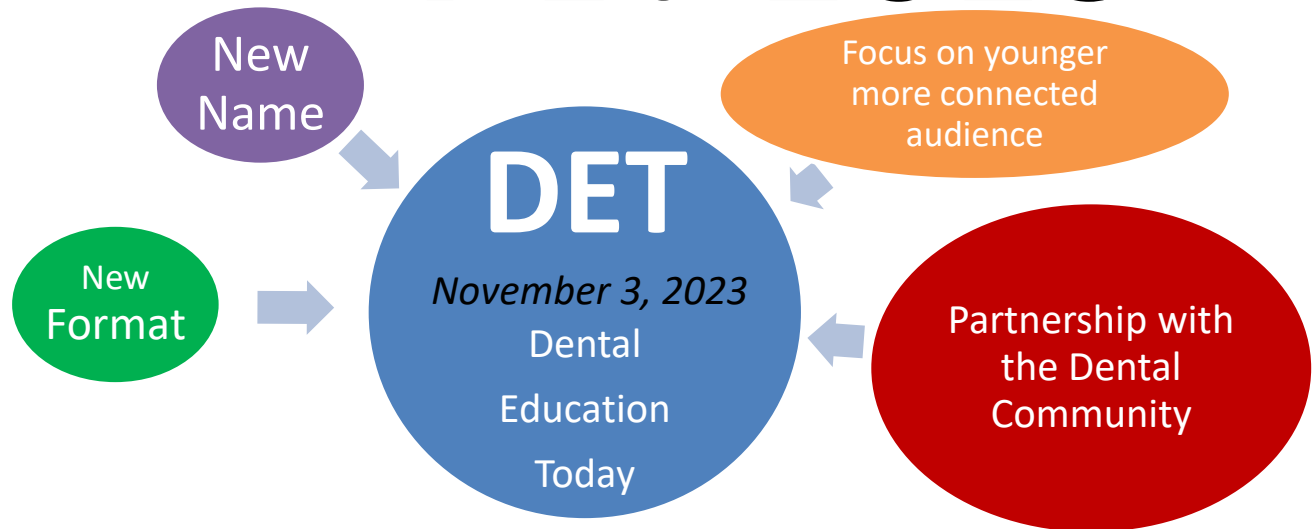 New
Name
Focus on younger
more connected
audience
DET
November 3, 2023
Dental
Education
Today
New
Format
Partnership with
the Dental
Community